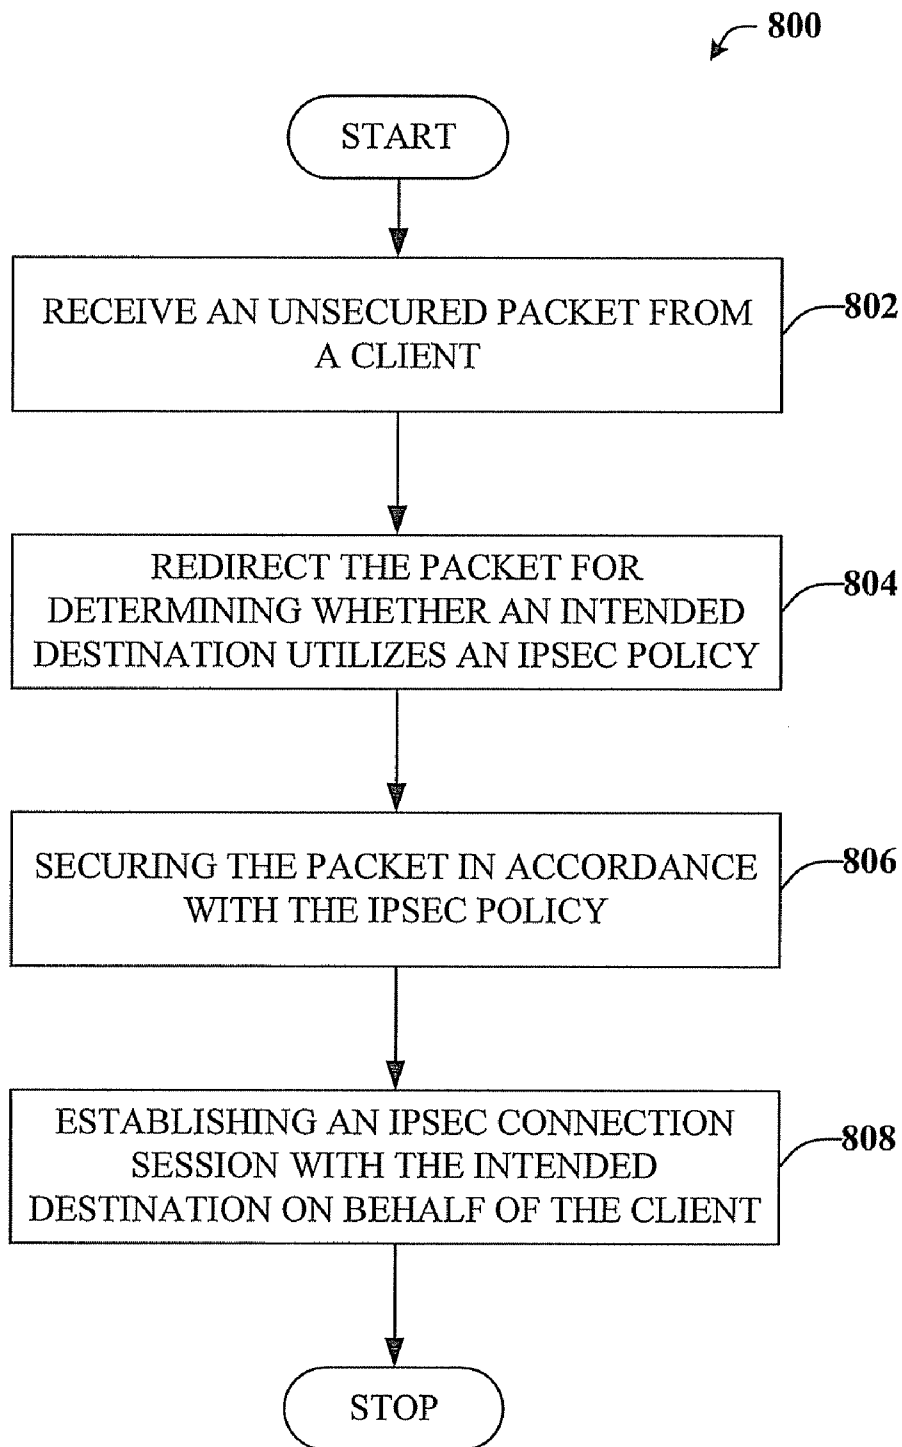 800
START
RECEIVE AN UNSECURED PACKET FROM
A CLIENT
802
REDIRECT THE PACKET FOR
DETERMINING WHETHER AN INTENDED
DESTINATION UTILIZES AN IPSEC POLICY
804
SECURING THE PACKET IN ACCORDANCE
WITH THE IPSEC POLICY
806
ESTABLISHING AN IPSEC CONNECTION
SESSION WITH THE INTENDED
DESTINATION ON BEHALF OF THE CLIENT
808
STOP